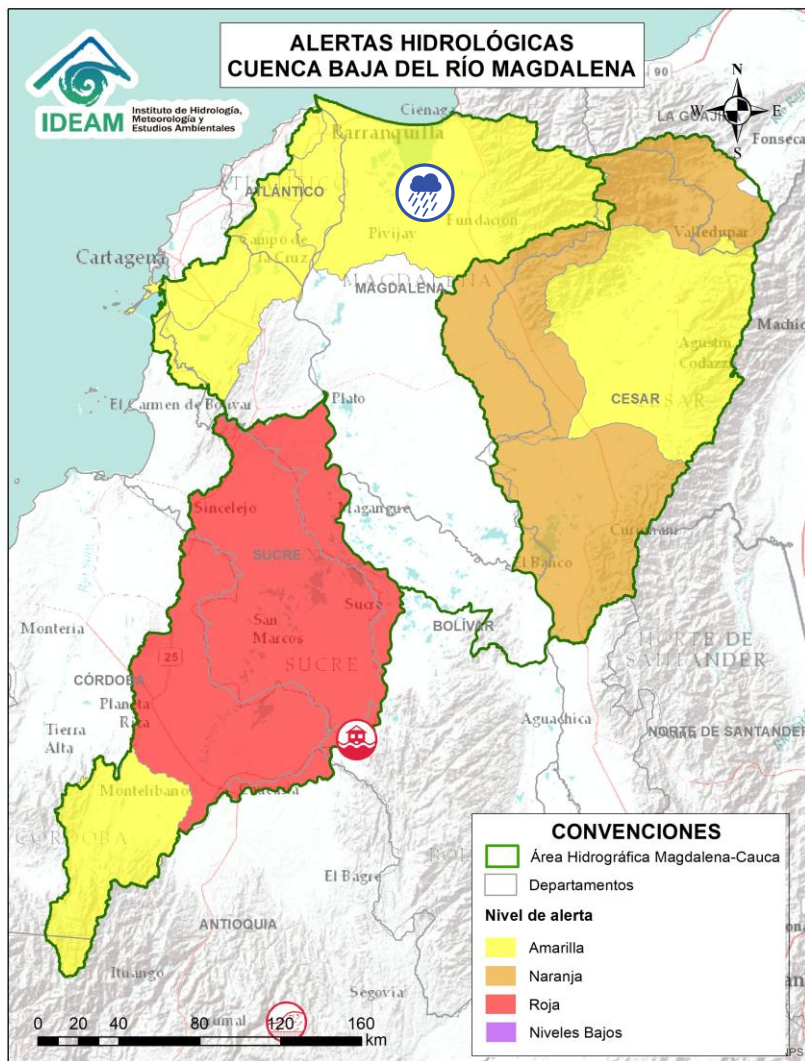 ALERTAS HIDROLÓGICAS
CUENCA BAJA DEL RÍO MAGDALENA
IDEAM
Instituto de Hidrología,
Meteorología y
Estudios Ambientales
90
N
W
E
S
LA GUAJI
Fonseca
Ciénaga
Barranquilla
ATLÁNTICO
Valledupar
Pivijay
Fundación
Campo de
la Cruz
Cartagena
MAGDALENA
Machiq
Agustín
Codazzi
CESAR
El Carmen de Bolívar
Plato
Sincelejo
Magangue
SUCRE
El Banco
Sucre
San
Marcos
BOLÍVAR
SUCRE
Montería
25
NORTE DE
SANTANDER
CÓRDOBA
Planeta
Rica
Aguachica
Tierra
Alta
NORTE DE SANTANDER
Montelibano
CÓRDOBA
El Bagre
ANTIOQUIA
Ituango
Segovia
CONVENCIONES
Área Hidrográfica Magdalena-Cauca
Departamentos
Nivel de alerta
Amarilla
Naranja
Roja
Niveles Bajos
0 20 40 80 120 160
km